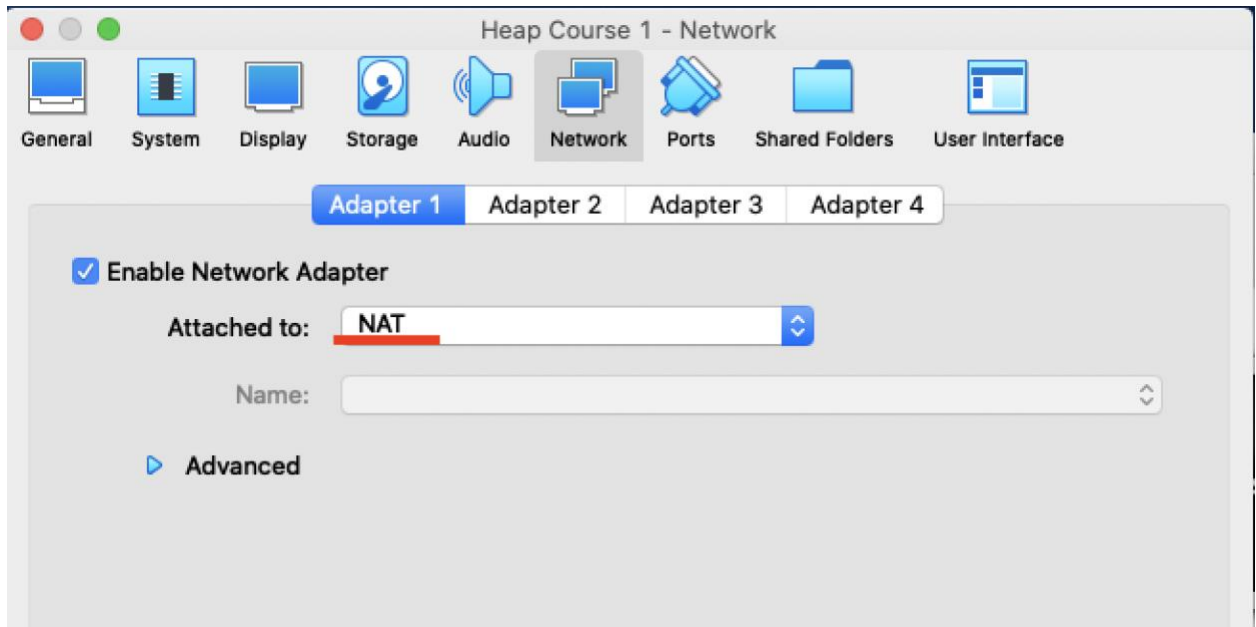 Heap Course 1 - Network
General System Display Storage Audio Network Ports Shared Folders User Interface
Adapter 1 Adapter 2 Adapter 3 Adapter 4
Enable Network Adapter
Attached to: NAT
Name:
Advanced